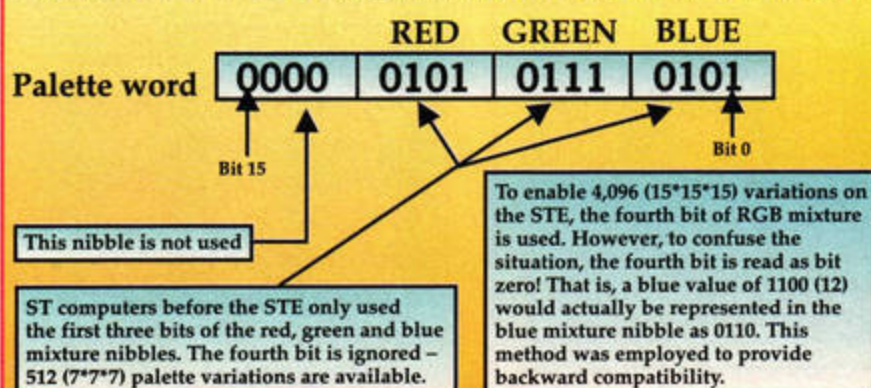 RED GREEN BLUE
Palette word 0000 0101 0111 0101
Bit 15
Bit 0
This nibble is not used
ST computers before the STE only used
the first three bits of the red, green and blue
mixture nibbles. The fourth bit is ignored –
512 (7*7*7) palette variations are available.
To enable 4,096 (15*15*15) variations on
the STE, the fourth bit of RGB mixture
is used. However, to confuse the
situation, the fourth bit is read as bit
zero! That is, a blue value of 1100 (12)
would actually be represented in the
blue mixture nibble as 0110. This
method was employed to provide
backward compatibility.